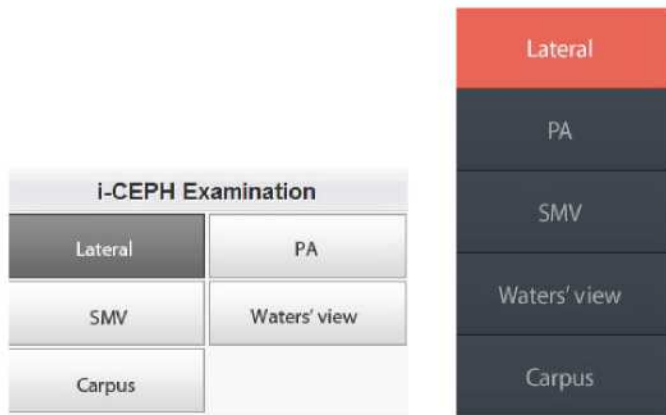 i-CEPH Examination
Lateral PA
SMV Waters' view
Carpus
Lateral
PA
SMV
Waters' view
Carpus